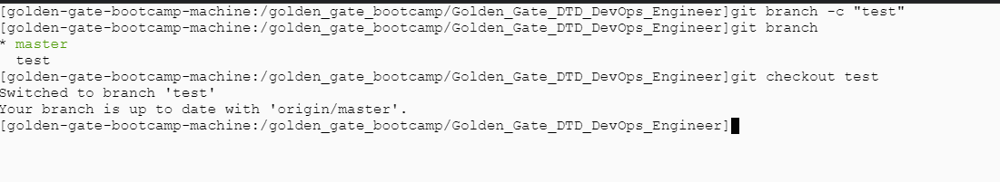 [golden-gate-bootcamp-machine:/golden_gate_bootcamp/Golden_Gate_DTD_DevOps_Engineer]git branch -c "test"
[golden-gate-bootcamp-machine:/golden_gate_bootcamp/Golden_Gate_DTD_DevOps_Engineer]git branch
* master
  test
[golden-gate-bootcamp-machine:/golden_gate_bootcamp/Golden_Gate_DTD_DevOps_Engineer]git checkout test
Switched to branch 'test'
Your branch is up to date with 'origin/master'.
[golden-gate-bootcamp-machine:/golden_gate_bootcamp/Golden_Gate_DTD_DevOps_Engineer]